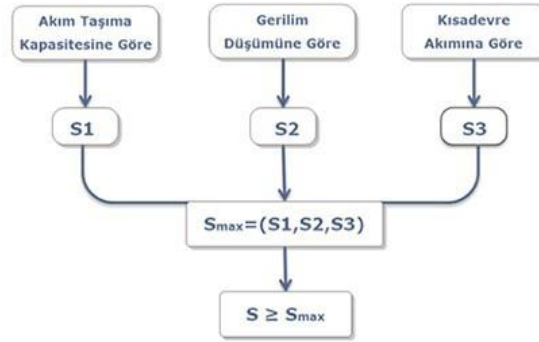 Akım Taşıma
Kapasitesine Göre
Gerilim
Düşümüne Göre
Kısadevre
Akımına Göre
S1
S2
S3
Smax=(S1,S2,S3)
S ≥ Smax